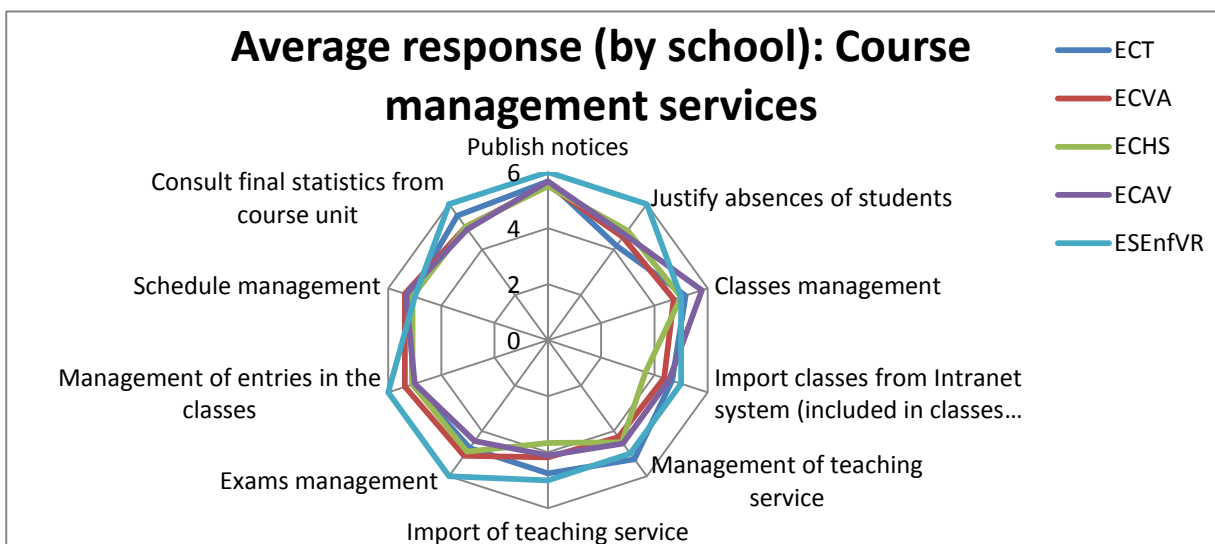 Average response (by school): Course
management services
ECT
ECVA
ECHS
ECAV
ESEnfVR
Publish notices
Justify absences of students
Classes management
Import classes from Intranet
system (included in classes…
Management of teaching
service
Import of teaching service
Exams management
Management of entries in the
classes
Schedule management
Consult final statistics from
course unit
6
4
2
0